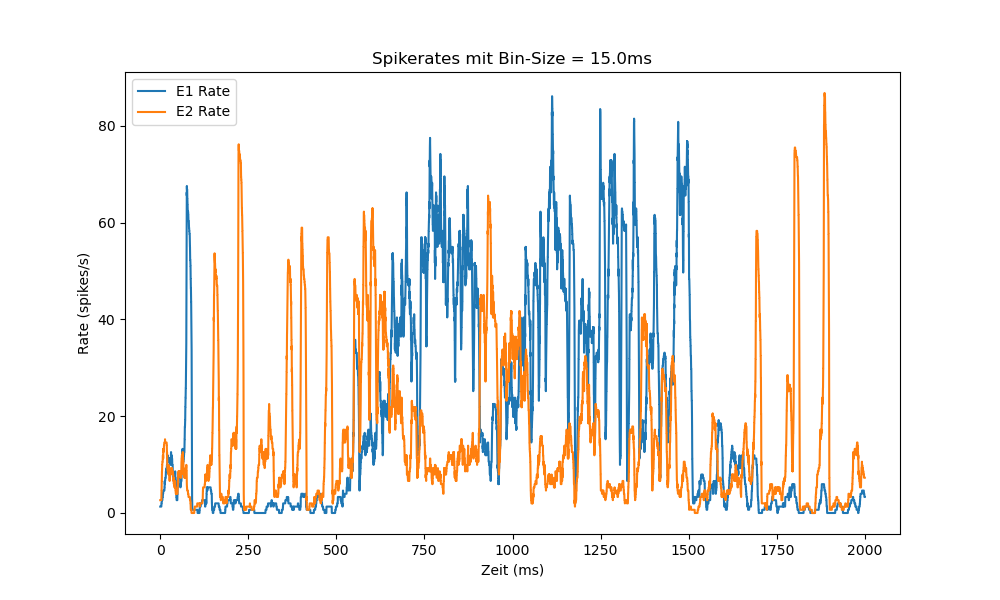 Spikerates mit Bin-Size = 15.0ms
E1 Rate
E2 Rate
80
60
40
20
0
Rate (spikes/s)
0 250 500 750 1000 1250 1500 1750 2000
Zeit (ms)